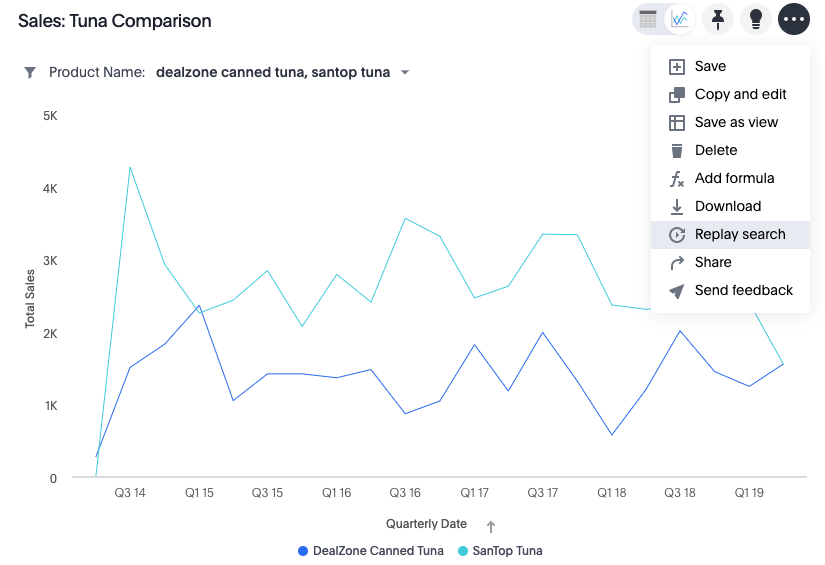 Sales: Tuna Comparison
Product Name: dealzone canned tuna, santop tuna
Save
Copy and edit
Save as view
Delete
Add formula
Download
Replay search
Share
Send feedback
Total Sales
5K
4K
3K
2K
1K
0
Q3 14 Q1 15 Q3 15 Q1 16 Q3 16 Q1 17 Q3 17 Q1 18 Q3 18 Q1 19
Quarterly Date
DealZone Canned Tuna SanTop Tuna